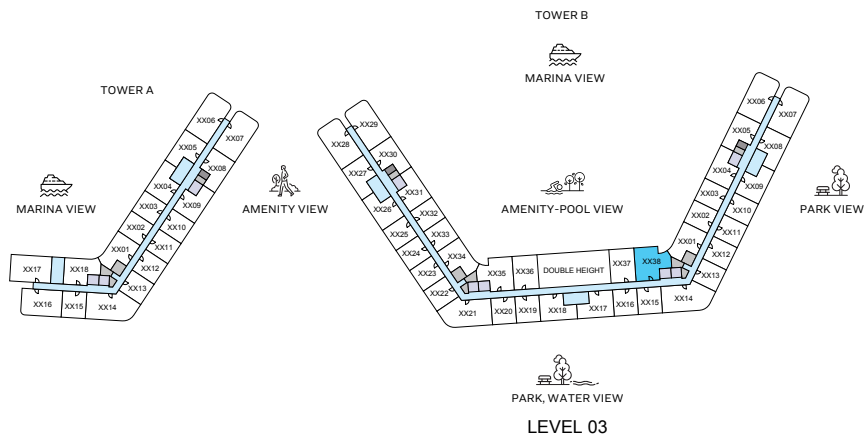 TOWER B
MARINA VIEW
TOWER A
XX06
XX07
XX05
XX08
XX04
XX09
XX03
XX10
XX02
XX11
XX01
XX12
XX13
XX17
XX18
XX16
XX15
XX14
MARINA VIEW
AMENITY VIEW
XX29
XX28
XX30
XX27
XX31
XX26
XX32
XX25
XX33
XX24
XX34
XX23
XX22
XX21
XX35
XX36
DOUBLE HEIGHT
XX37
XX38
XX20
XX19
XX18
XX17
XX16
XX15
XX14
AMENITY-POOL VIEW
XX06
XX07
XX05
XX08
XX04
XX09
XX03
XX10
XX02
XX11
XX01
XX12
XX13
PARK VIEW
PARK, WATER VIEW
LEVEL 03